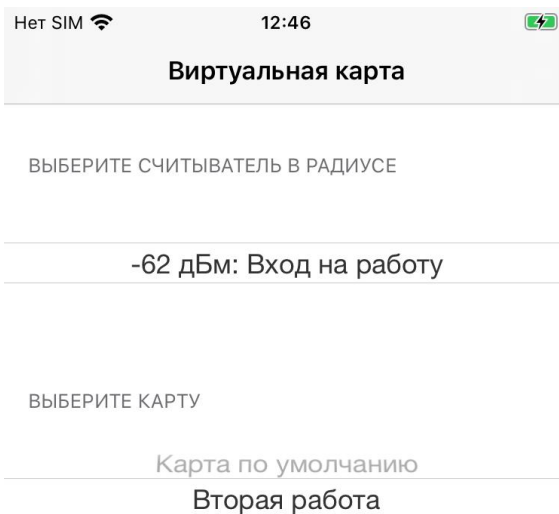 Нет SIM 12:46
Виртуальная карта
ВЫБЕРИТЕ СЧИТЫВАТЕЛЬ В РАДИУСЕ
-62 дБм: Вход на работу
ВЫБЕРИТЕ КАРТУ
Карта по умолчанию
Вторая работа